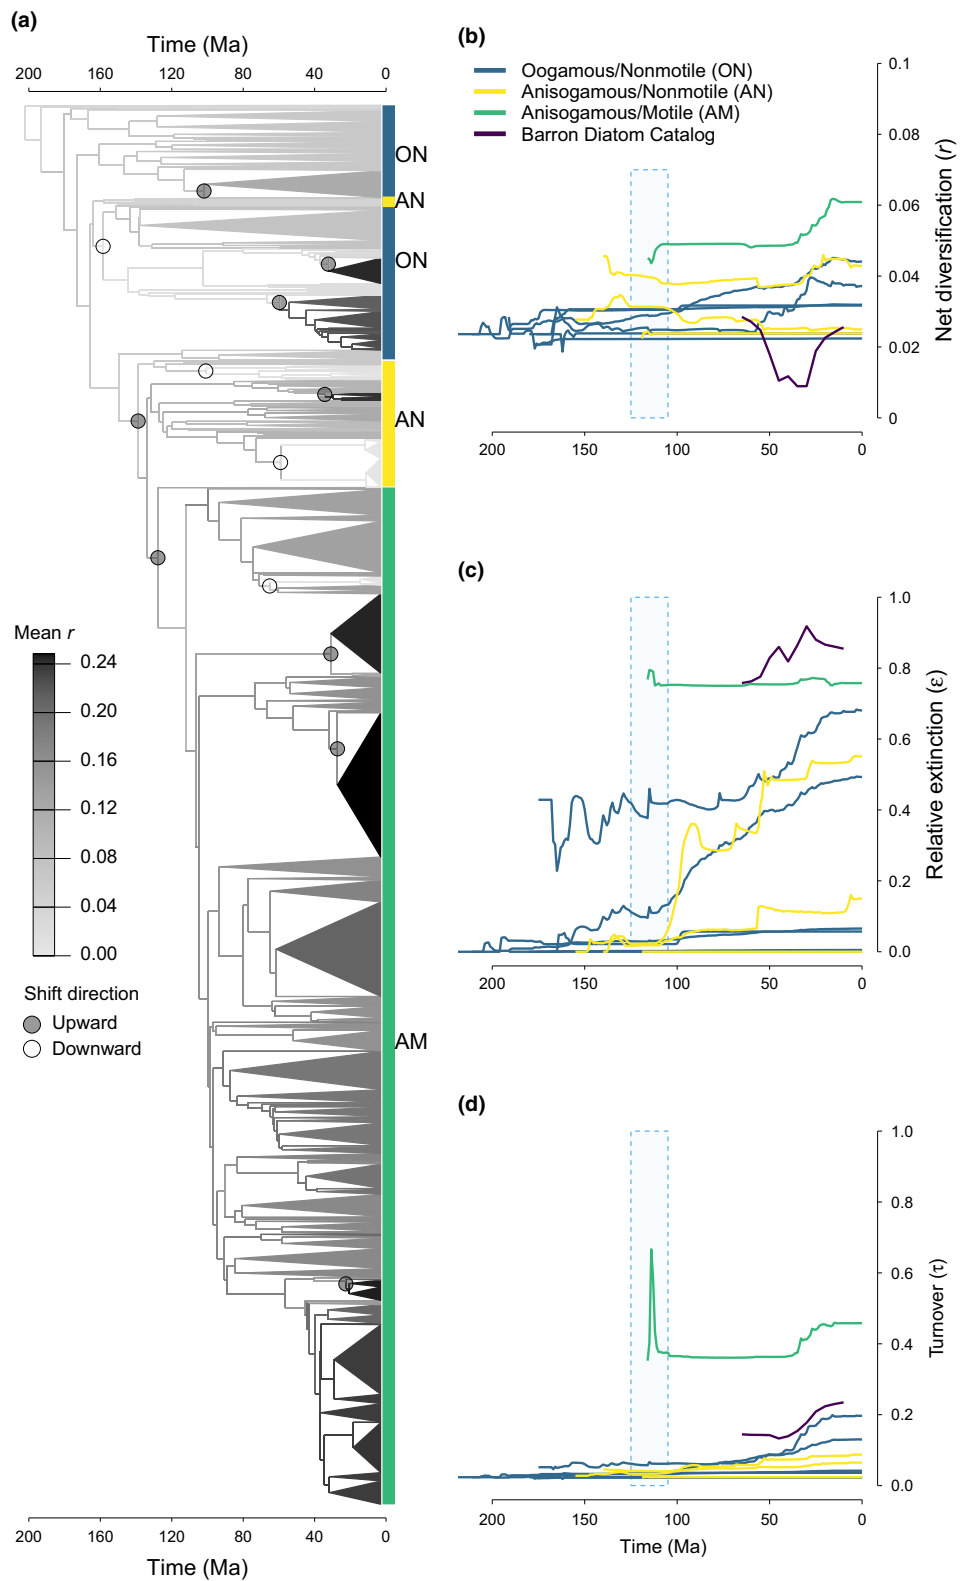 (a)
Time (Ma)
200 160 120 80 40 0
ON
AN
ON
AN
AM
Mean r
0.24
0.20
0.16
0.12
0.08
0.04
0.00
Shift direction
Upward
Downward
200 160 120 80 40 0
Time (Ma)
(b)
Oogamous/Nonmotile (ON)
Anisogamous/Nonmotile (AN)
Anisogamous/Motile (AM)
Barron Diatom Catalog
0.1
0.08
0.06
0.04
0.02
0
Net diversification (r)
200 150 100 50 0
(c)
1.0
0.8
0.6
0.4
0.2
0.0
Relative extinction (ε)
200 150 100 50 0
(d)
1.0
0.8
0.6
0.4
0.2
0.0
Turnover (τ)
200 150 100 50 0
Time (Ma)